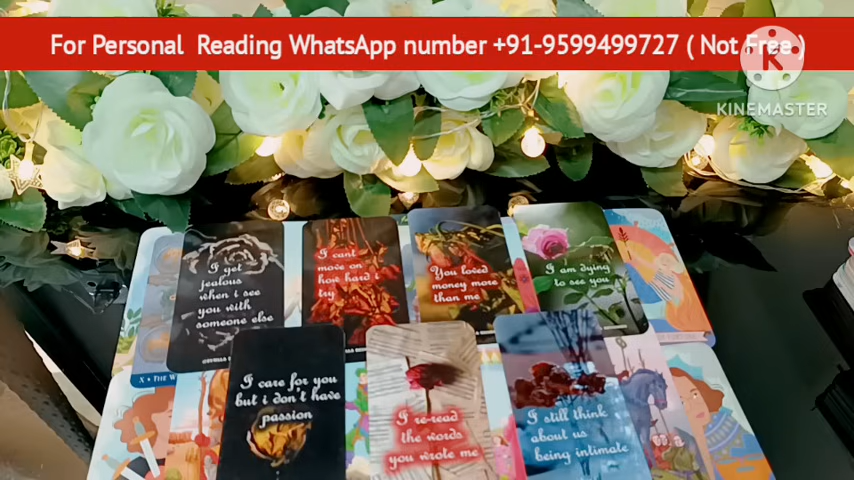 For Personal Reading WhatsApp number +91-9599499727 ( Not Free )
K
KINEMASTER
I got
jealous
when i see
you with
someone else
I cant
move on
how hard i
try
You loved
money more
than me
I am dying
to see you
X • THE W
I care for you
but i don't have
passion
I re-read
the words
you wrote me
I still think
about us
being intimate